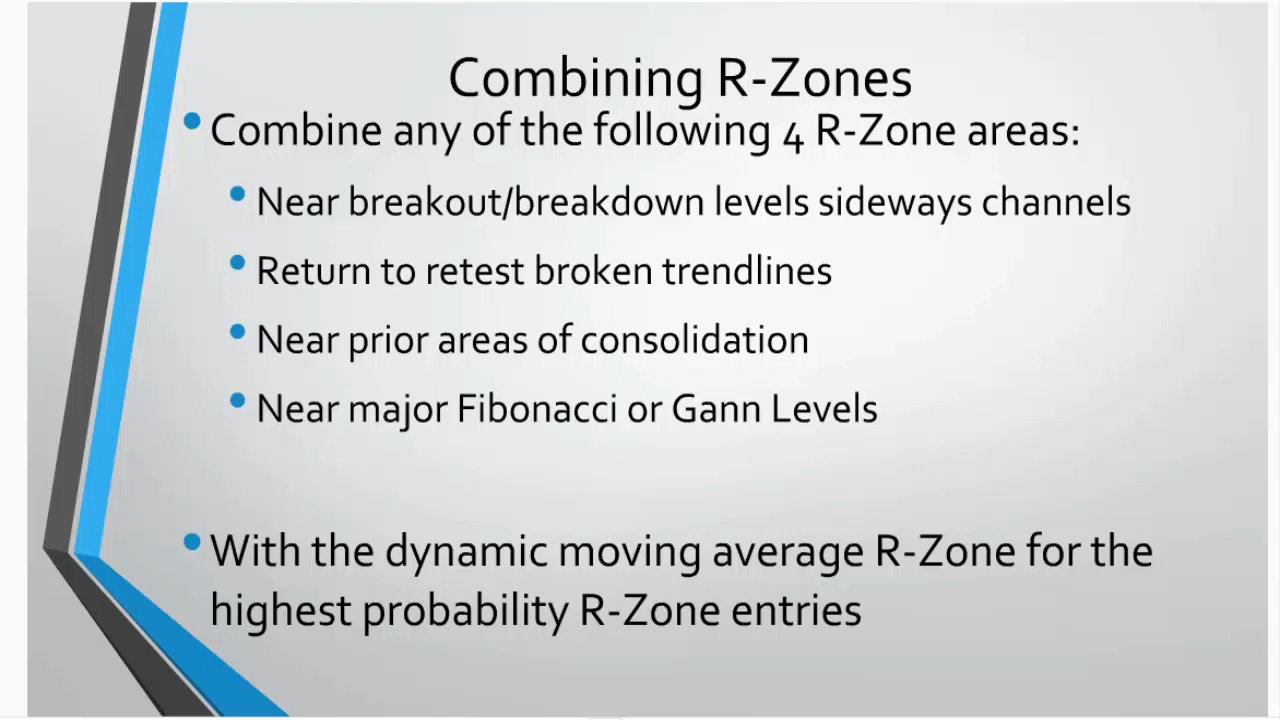 Combining R-Zones
• Combine any of the following 4 R-Zone areas:
• Near breakout/breakdown levels sideways channels
• Return to retest broken trendlines
• Near prior areas of consolidation
• Near major Fibonacci or Gann Levels
• With the dynamic moving average R-Zone for the
highest probability R-Zone entries